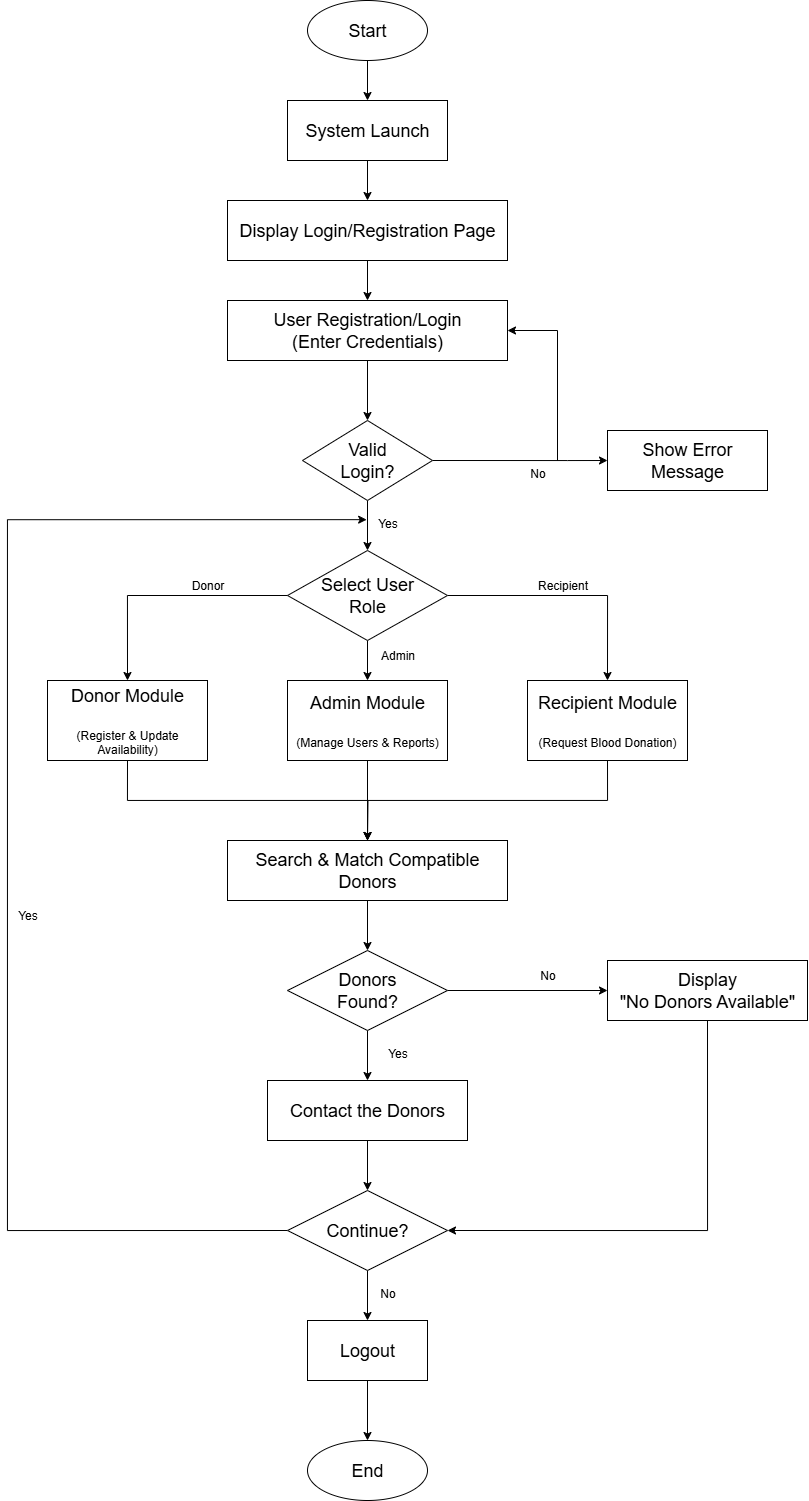 Start
System Launch
Display Login/Registration Page
User Registration/Login
(Enter Credentials)
Valid
Login?
No
Show Error
Message
Yes
Select User
Role
Donor
Recipient
Admin
Donor Module
(Register & Update
Availability)
Admin Module
(Manage Users & Reports)
Recipient Module
(Request Blood Donation)
Search & Match Compatible
Donors
Yes
Donors
Found?
No
Display
"No Donors Available"
Yes
Contact the Donors
Continue?
No
Logout
End